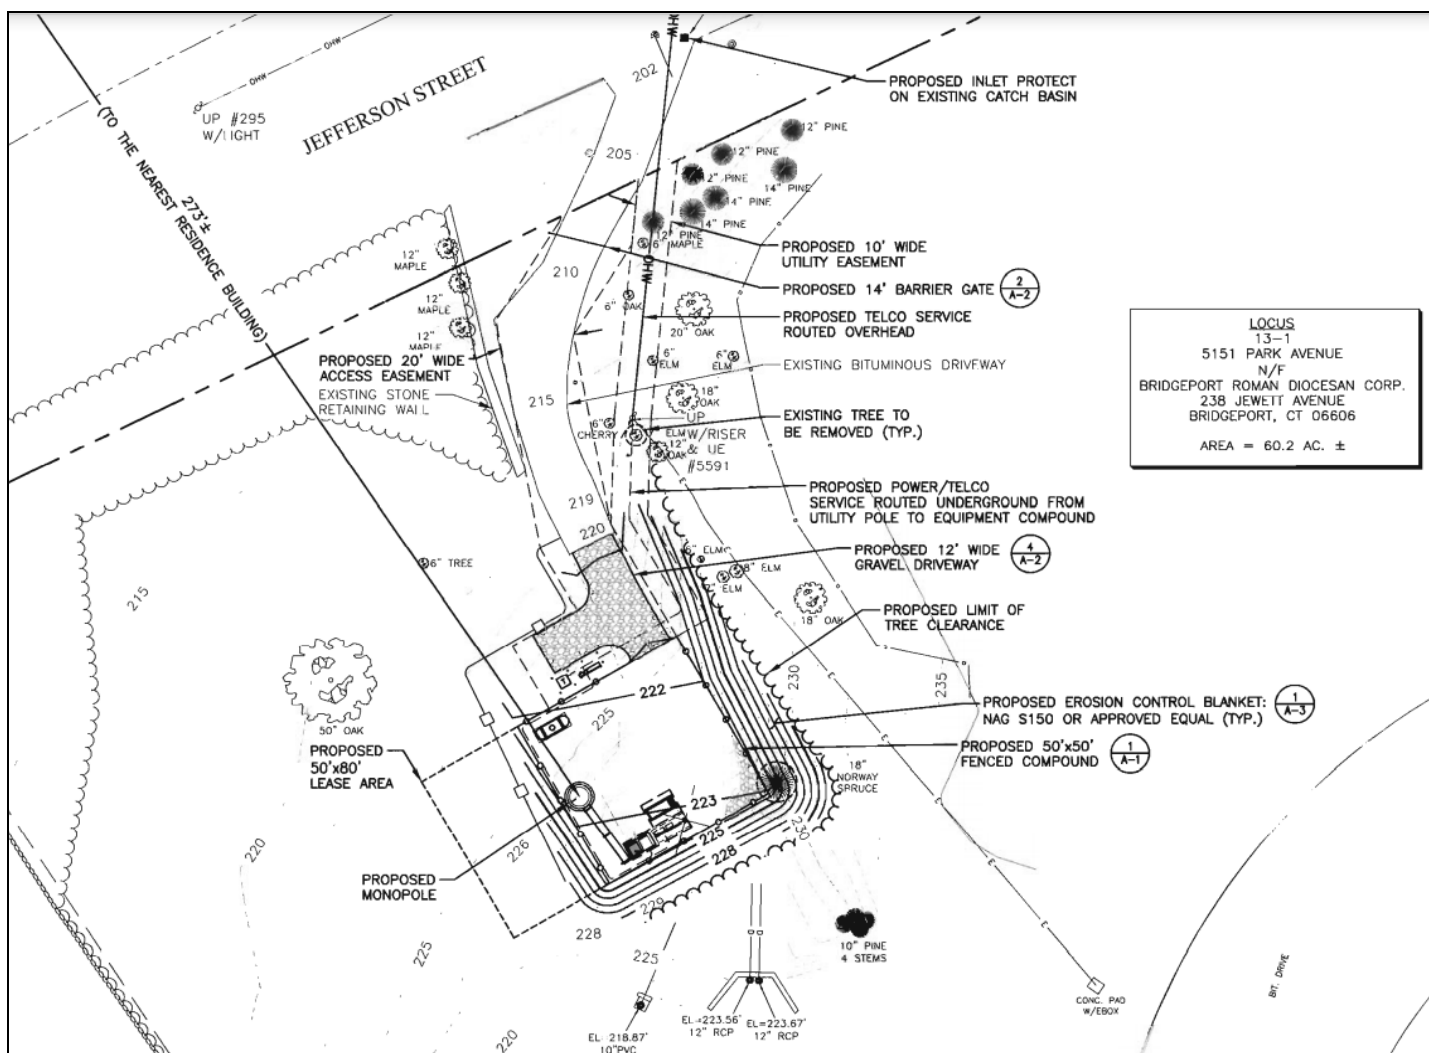 OHW
202
PROPOSED INLET PROTECT
ON EXISTING CATCH BASIN
OHW
OHW
UP #295
W/LIGHT
JEFFERSON STREET
(TO THE NEAREST RESIDENCE BUILDING)
273'±
205
12" PINE
12" PINE
12" PINE
14" PINE
14" PINE
14" PINE
12" PINE
6" MAPLE
PROPOSED 10' WIDE
UTILITY EASEMENT
12"
MAPLE
210
OHW
PROPOSED 14' BARRIER GATE
2
A-2
12"
MAPLE
6" OAK
PROPOSED TELCO SERVICE
ROUTED OVERHEAD
20" OAK
12"
MAPLE
LOCUS
13-1
5151 PARK AVENUE
N/F
BRIDGEPORT ROMAN DIOCESAN CORP.
238 JEWETT AVENUE
BRIDGEPORT, CT 06606
AREA = 60.2 AC. ±
PROPOSED 20' WIDE
ACCESS EASEMENT
6"
ELM
6"
ELM
EXISTING BITUMINOUS DRIVEWAY
EXISTING STONE
RETAINING WALL
215
18"
OAK
6"
CHERRY
UP
W/RISER
& UE
#5591
ELM
12"
OAK
EXISTING TREE TO
BE REMOVED (TYP.)
219
PROPOSED POWER/TELCO
SERVICE ROUTED UNDERGROUND FROM
UTILITY POLE TO EQUIPMENT COMPOUND
220
6" ELM
PROPOSED 12' WIDE
GRAVEL DRIVEWAY
4
A-2
6" TREE
8" ELM
ELM
215
18" OAK
PROPOSED LIMIT OF
TREE CLEARANCE
230
235
222
225
PROPOSED EROSION CONTROL BLANKET:
NAG S150 OR APPROVED EQUAL (TYP.)
1
A-3
50" OAK
PROPOSED
50'x80'
LEASE AREA
PROPOSED 50'x50'
FENCED COMPOUND
1
A-1
18"
NORWAY
SPRUCE
223
230
225
228
220
226
PROPOSED
MONOPOLE
229
228
225
225
10" PINE
4 STEMS
BIT. DRIVE
CONC. PAD
W/EBOX
EL=223.56'
12" RCP
EL=223.67'
12" RCP
EL=218.87'
10"PVC
220